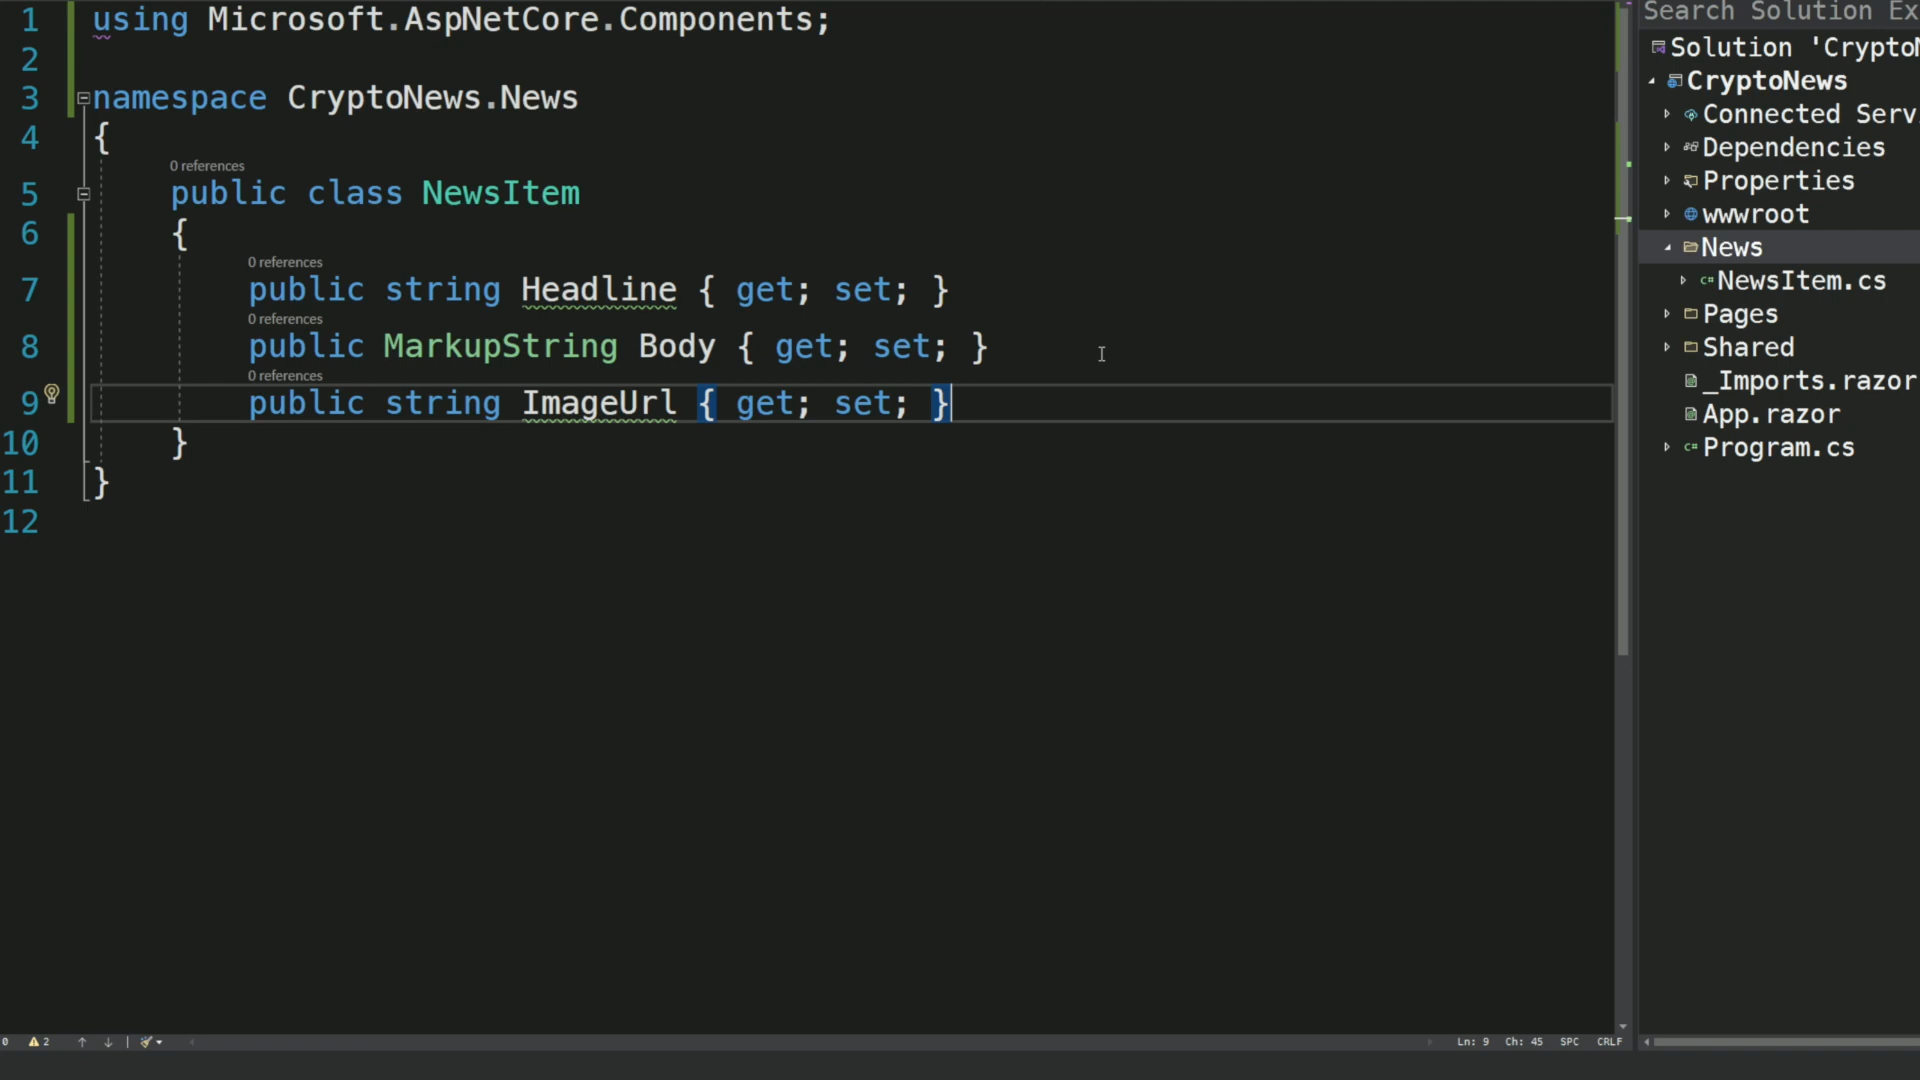 1 using Microsoft.AspNetCore.Components;
2
3 namespace CryptoNews.News
4 {
0 references
5 public class NewsItem
6 {
0 references
7 public string Headline { get; set; }
0 references
8 public MarkupString Body { get; set; }
0 references
9 public string ImageUrl { get; set; }
10 }
11 }
12
0 2
Ln: 9 Ch: 45 SPC CRLF
Search Solution Ex
Solution 'CryptoN
CryptoNews
Connected Serv
Dependencies
Properties
wwwroot
News
C# NewsItem.cs
Pages
Shared
_Imports.razor
App.razor
C# Program.cs